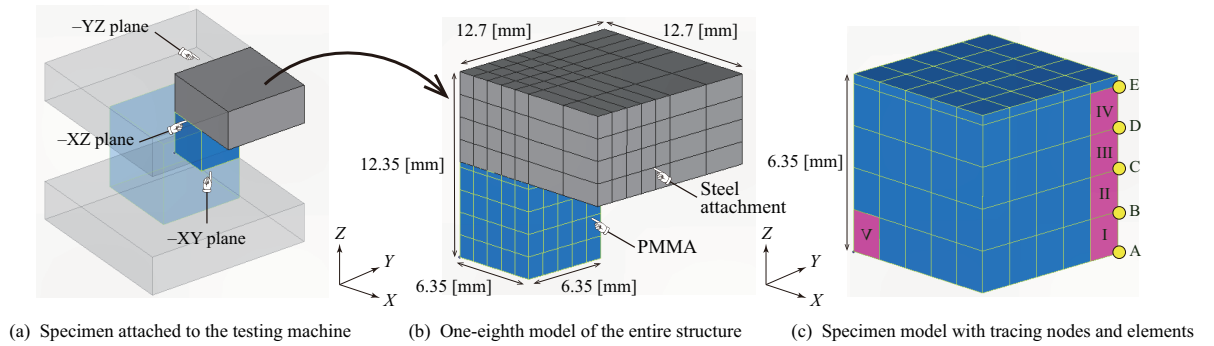 –YZ plane
–XZ plane
–XY plane
Z
Y
X
(a) Specimen attached to the testing machine
12.7 [mm]
12.7 [mm]
12.35 [mm]
Steel
attachment
PMMA
6.35 [mm]
6.35 [mm]
Z
Y
X
(b) One-eighth model of the entire structure
6.35 [mm]
E
IV
D
III
C
II
B
I
A
V
(c) Specimen model with tracing nodes and elements